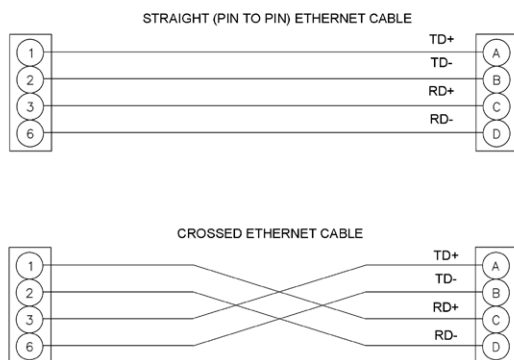 STRAIGHT (PIN TO PIN) ETHERNET CABLE
1 TD+ A
2 TD- B
3 RD+ C
6 RD- D
CROSSED ETHERNET CABLE
1 TD+ A
2 TD- B
3 RD+ C
6 RD- D